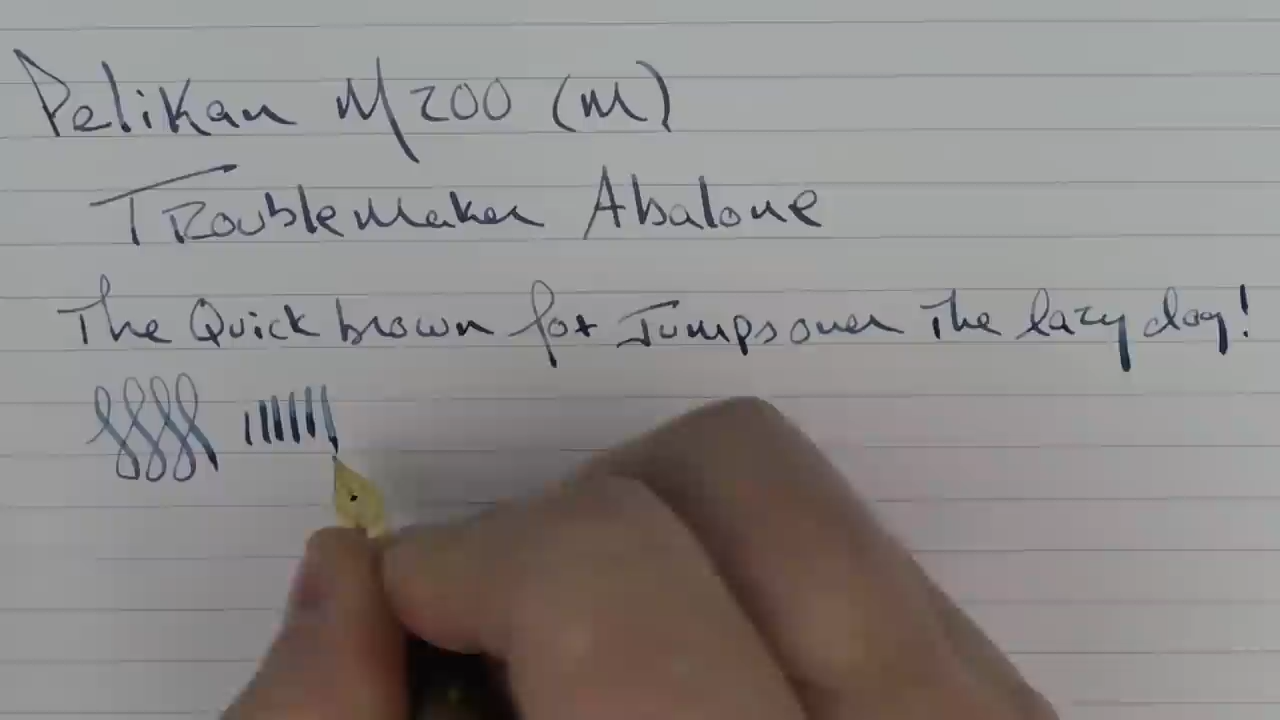 Pelikan M200 (M)
Troublemaker Abalone
The Quick brown fox Jumps over The lazy dog!